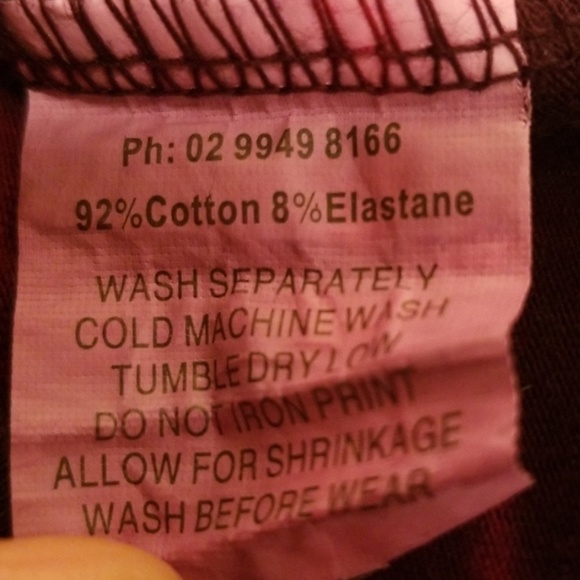 Ph: 02 9949 8166
92%Cotton 8%Elastane
WASH SEPARATELY
COLD MACHINE WASH
TUMBLE DRY LOW
DO NOT IRON PRINT
ALLOW FOR SHRINKAGE
WASH BEFORE WEAR